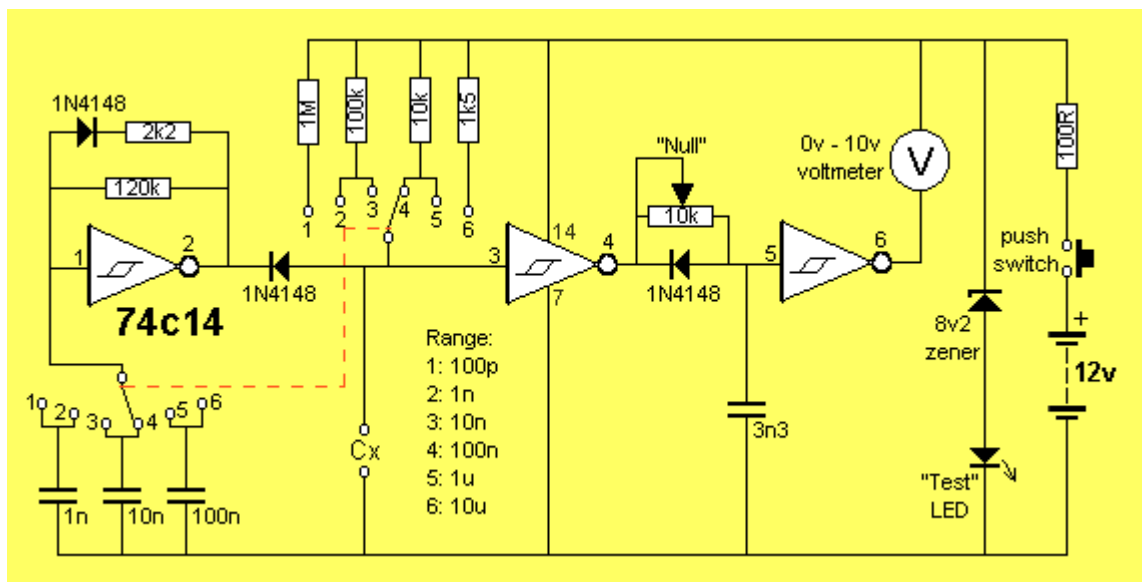 1N4148
2k2
120k
1
2
74c14
1N4148
1M
100k
10k
1k5
1
2
3
4
5
6
3
14
4
7
"Null"
10k
1N4148
5
6
0v - 10v
voltmeter
V
100R
push
switch
8v2
zener
+
12v
"Test"
LED
Range:
1: 100p
2: 1n
3: 10n
4: 100n
5: 1u
6: 10u
Cx
3n3
1
2
3
4
5
6
1n
10n
100n